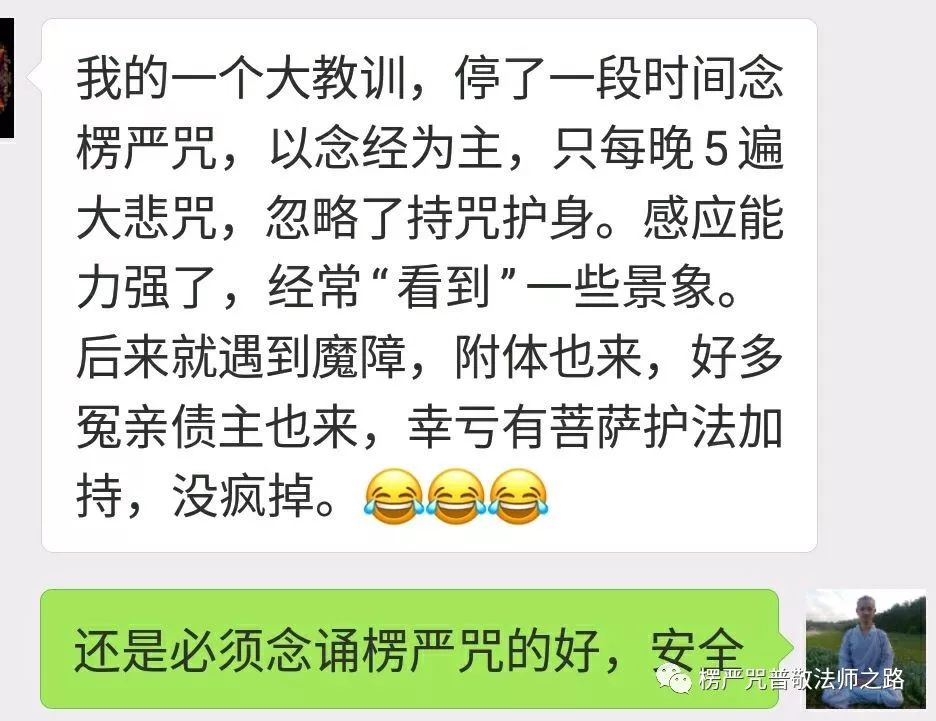 我的一个大教训，停了一段时间念
楞严咒，以念经为主，只每晚5遍
大悲咒，忽略了持咒护身。感应能
力强了，经常“看到”一些景象。
后来就遇到魔障，附体也来，好多
冤亲债主也来，幸亏有菩萨护法加
持，没疯掉。😂😂😂
还是必须念诵楞严咒的好，安全
楞严咒普敬法师之路